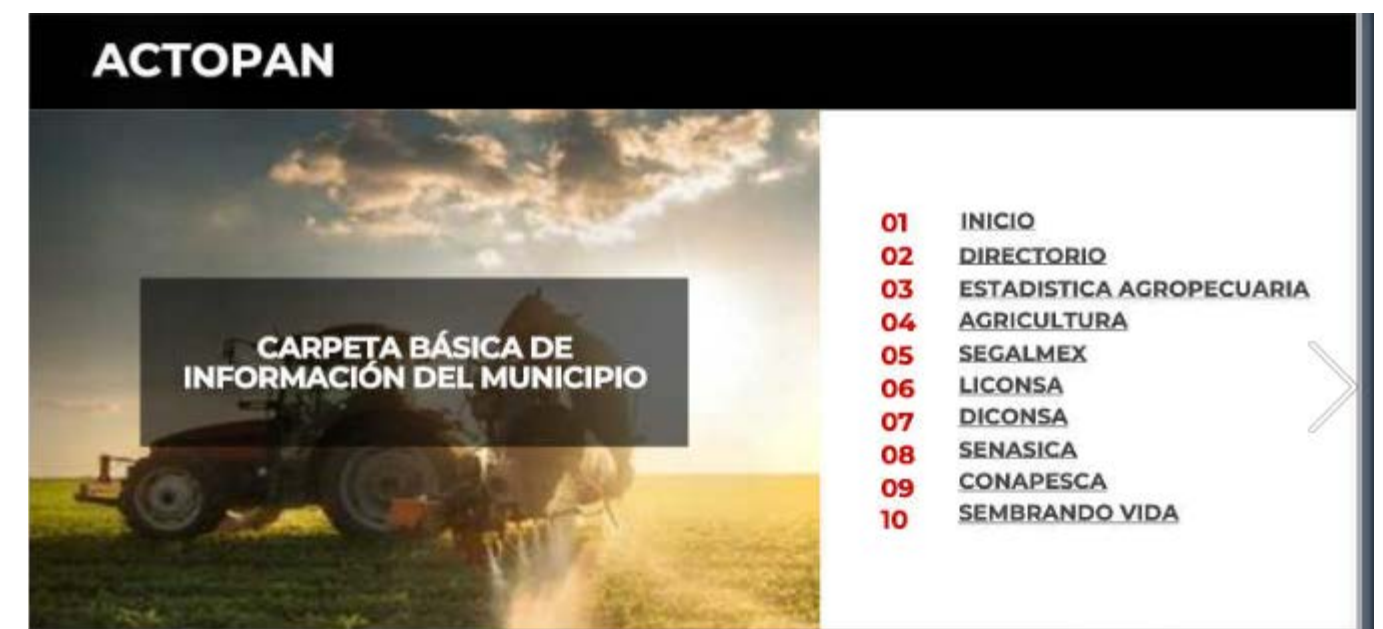 ACTOPAN
CARPETA BÁSICA DE
INFORMACIÓN DEL MUNICIPIO
01 INICIO
02 DIRECTORIO
03 ESTADISTICA AGROPECUARIA
04 AGRICULTURA
05 SEGALMEX
06 LICONSA
07 DICONSA
08 SENASICA
09 CONAPESCA
10 SEMBRANDO VIDA